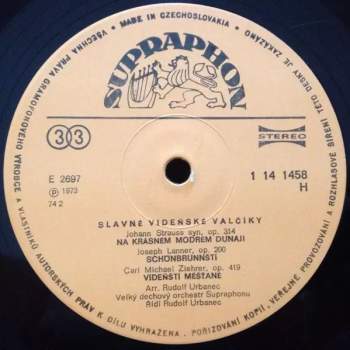 MADE IN CZECHOSLOVAKIA
VŠECHNA PRÁVA GRAMOFONOVÉHO VÝROBCE A VLASTNÍKŮ AUTORSKÝCH PRÁV K DÍLU VYHRAZENA. POŘIZOVÁNÍ KOPIÍ, VEŘEJNÉ PROVOZOVÁNÍ A ROZHLASOVÉ ŠÍŘENÍ TÉTO DESKY JE ZAKÁZÁNO
SUPRAPHON
33
STEREO
E 2697
1 14 1458
H
Ⓟ 1973
74 2
SLAVNÉ VÍDEŇSKÉ VALČÍKY
Johann Strauss syn, op. 314
NA KRÁSNÉM MODRÉM DUNAJI
Joseph Lanner, op. 200
SCHÖNBRUNNŠTÍ
Carl Michael Ziehrer, op. 419
VÍDEŇŠTÍ MĚŠŤANÉ
Arr. Rudolf Urbanec
Velký dechový orchestr Supraphonu
Řídí Rudolf Urbanec